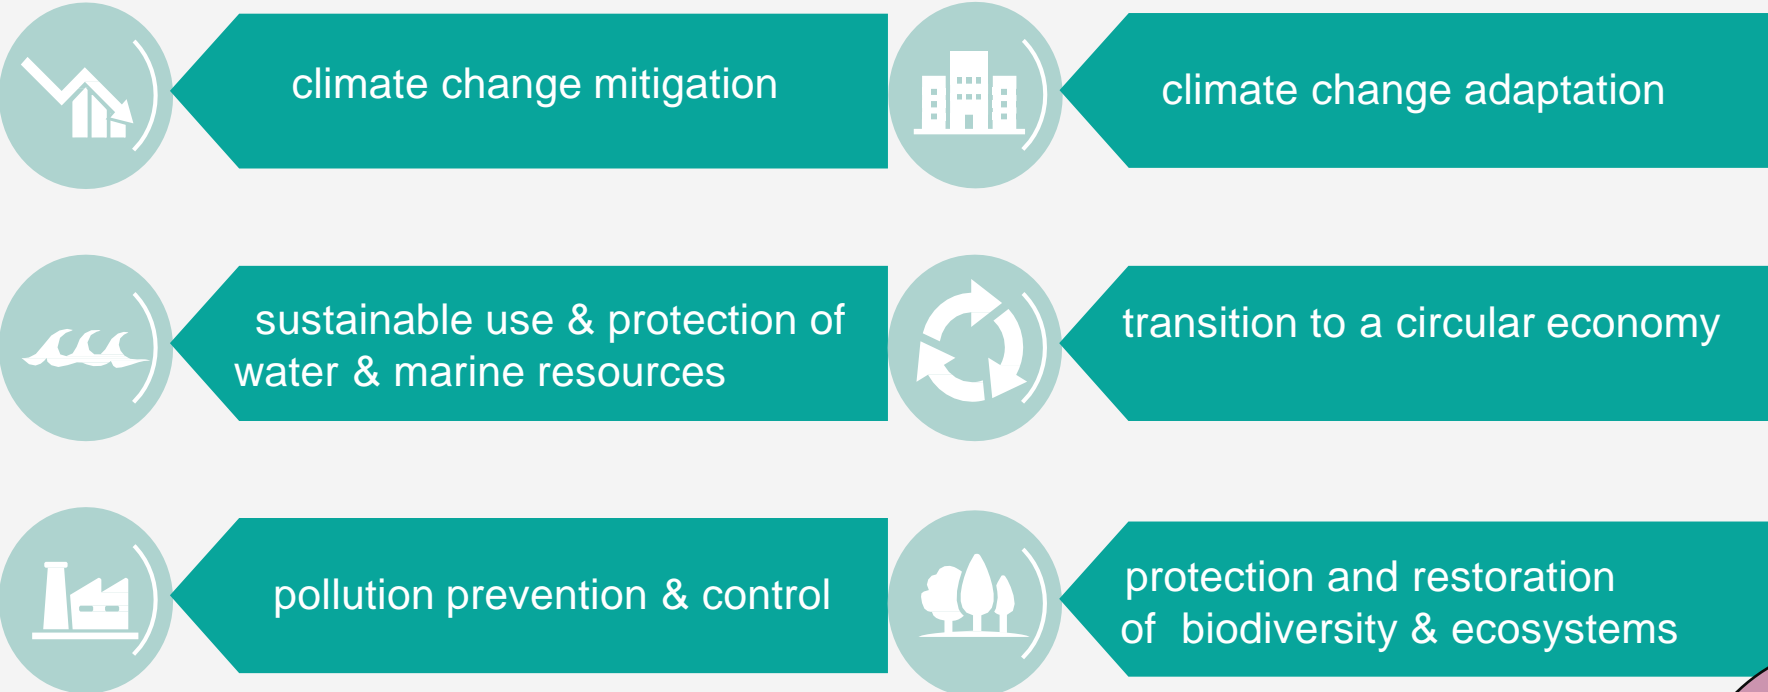 climate change mitigation
climate change adaptation
sustainable use & protection of
water & marine resources
transition to a circular economy
pollution prevention & control
protection and restoration
of biodiversity & ecosystems